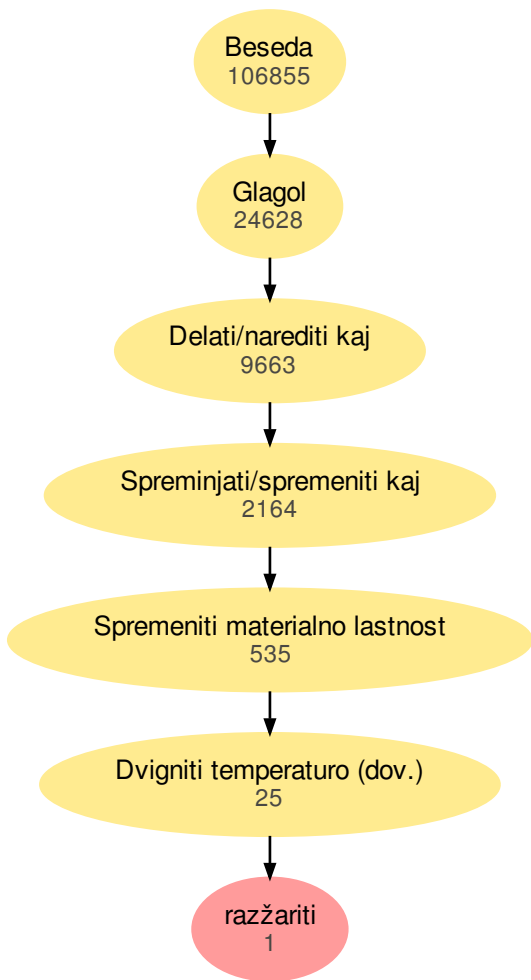 Beseda
106855
Glagol
24628
Delati/narediti kaj
9663
Spreminjati/spremeniti kaj
2164
Spremeniti materialno lastnost
535
Dvigniti temperaturo (dov.)
25
razžariti
1